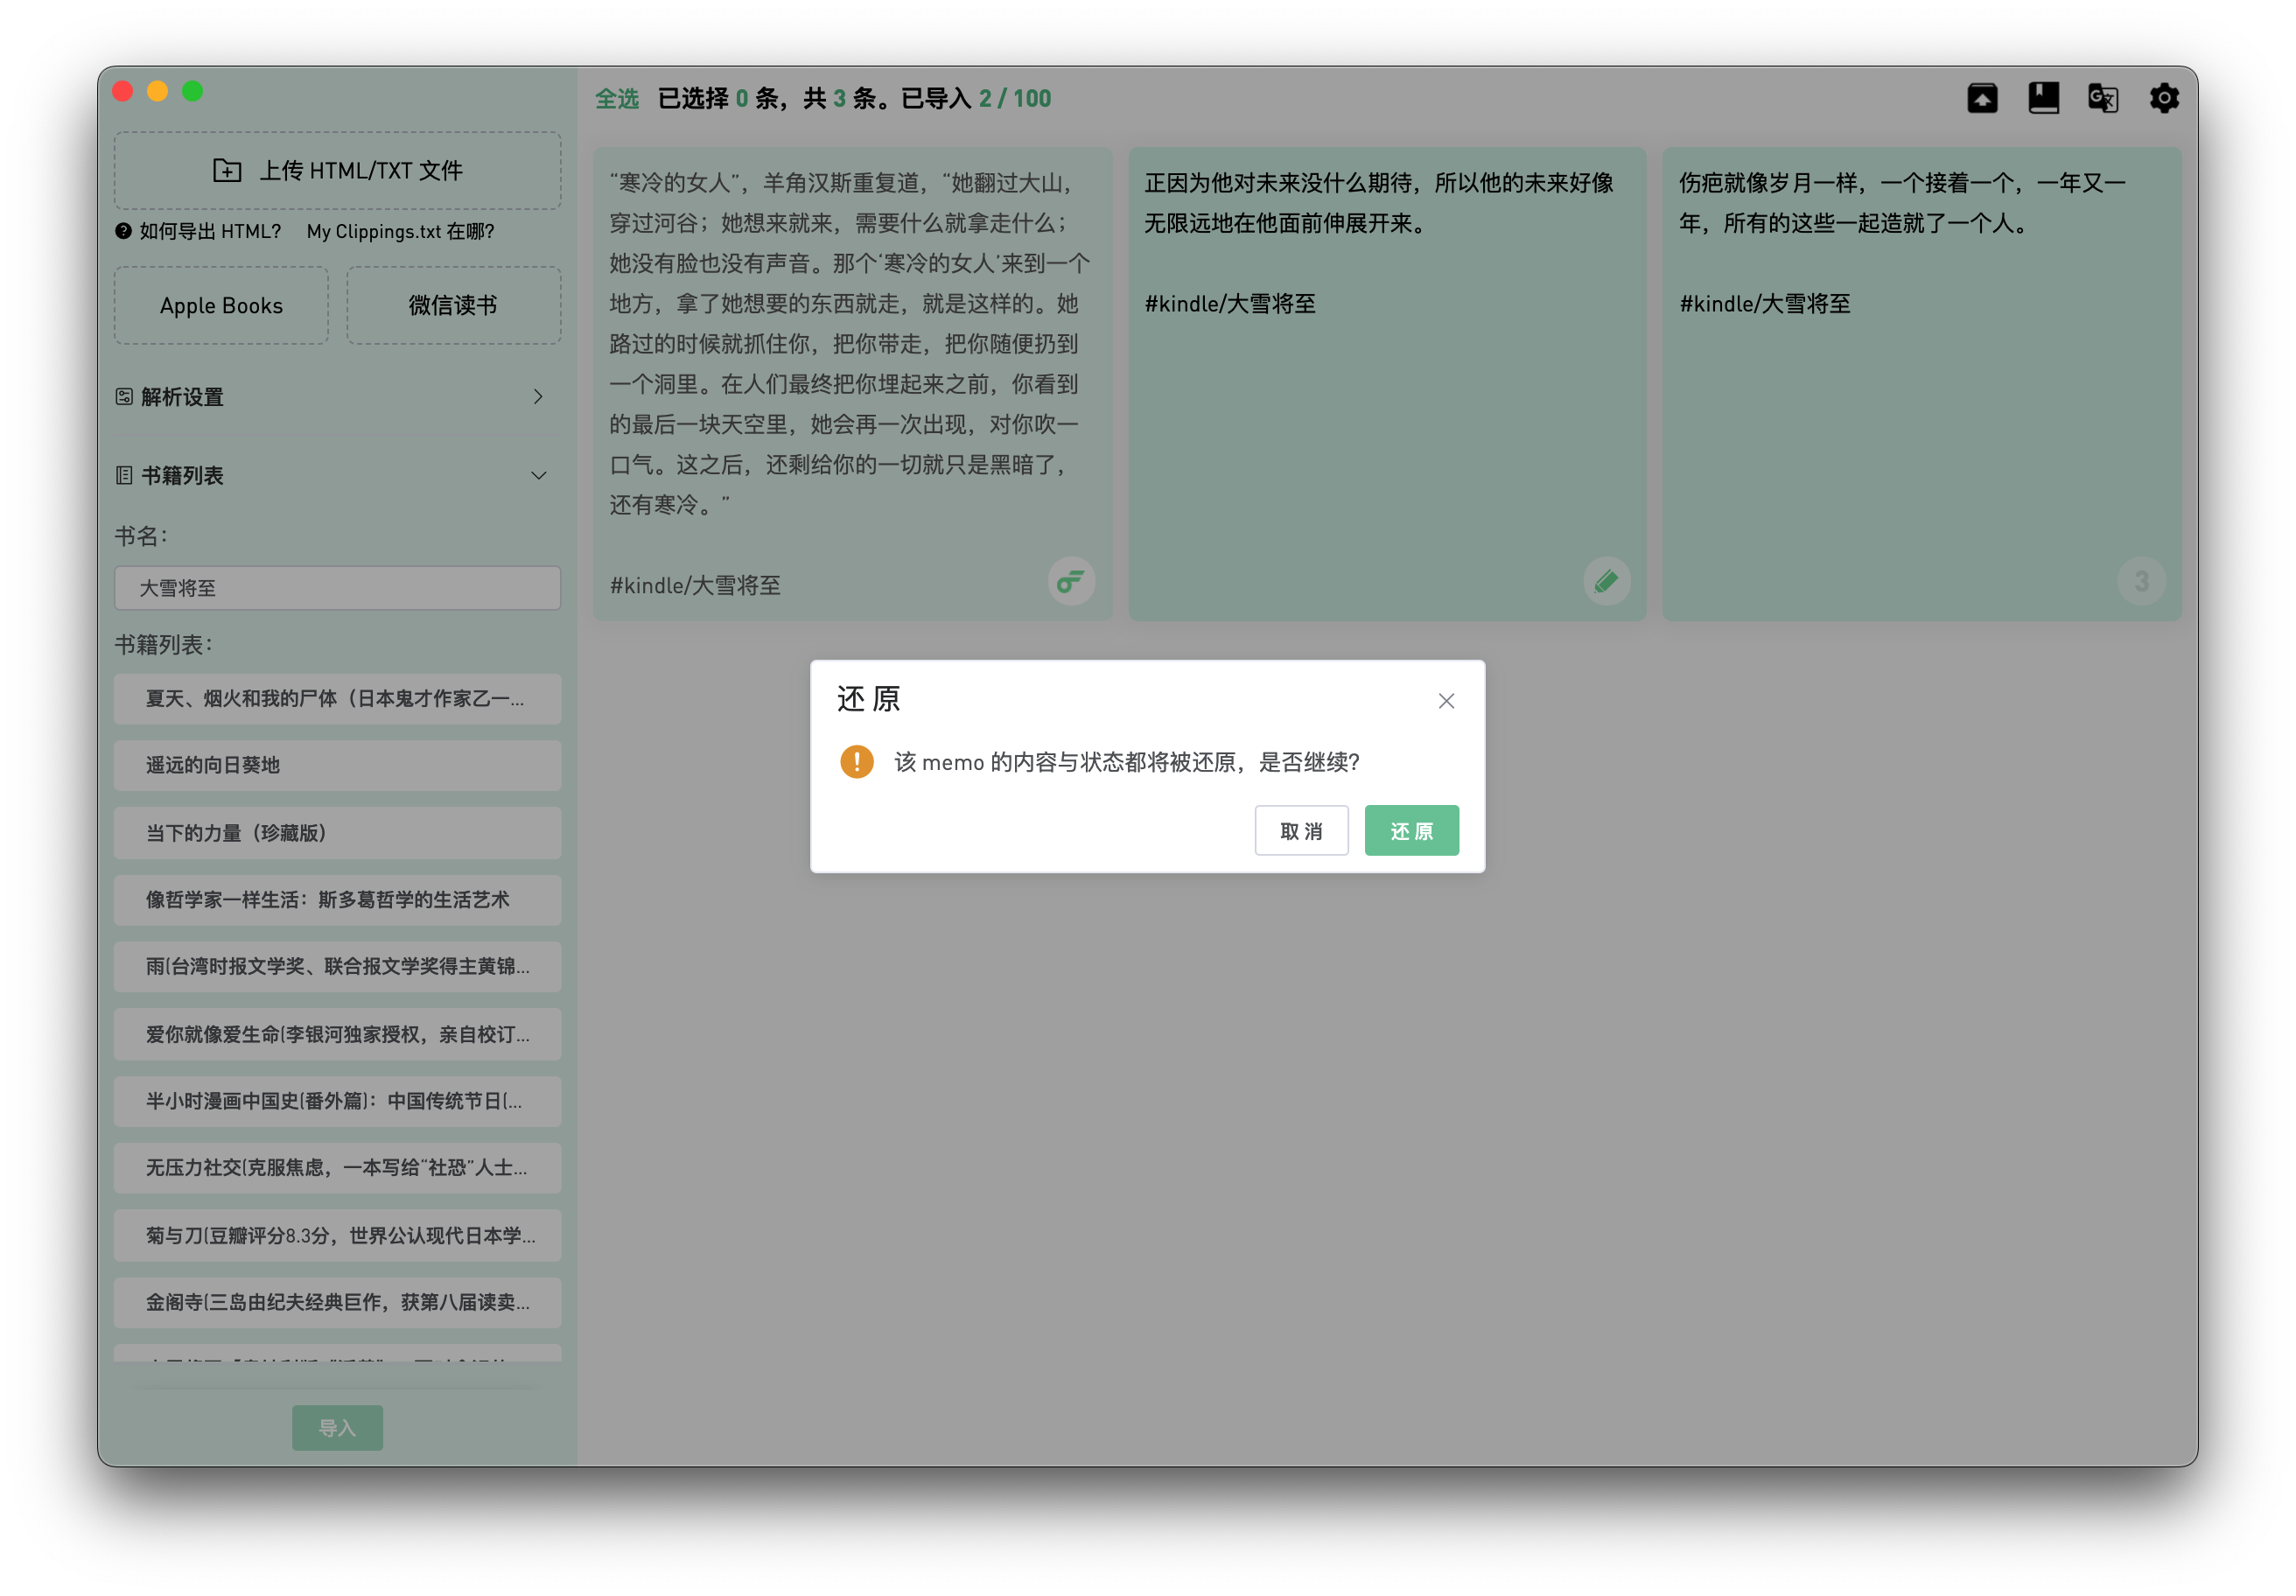 全选 已选择 0 条，共 3 条。已导入 2 / 100
上传 HTML/TXT 文件
如何导出 HTML? My Clippings.txt 在哪?
Apple Books
微信读书
解析设置
书籍列表
书名：
大雪将至
书籍列表：
夏天、烟火和我的尸体（日本鬼才作家乙一...
遥远的向日葵地
当下的力量（珍藏版）
像哲学家一样生活：斯多葛哲学的生活艺术
雨(台湾时报文学奖、联合报文学奖得主黄锦...
爱你就像爱生命(李银河独家授权，亲自校订...
半小时漫画中国史(番外篇)：中国传统节日(...
无压力社交(克服焦虑，一本写给“社恐”人士...
菊与刀(豆瓣评分8.3分，世界公认现代日本学...
金阁寺(三岛由纪夫经典巨作，获第八届读卖...
导入
“寒冷的女人”，羊角汉斯重复道，“她翻过大山，
穿过河谷；她想来就来，需要什么就拿走什么；
她没有脸也没有声音。那个‘寒冷的女人’来到一个
地方，拿了她想要的东西就走，就是这样的。她
路过的时候就抓住你，把你带走，把你随便扔到
一个洞里。在人们最终把你埋起来之前，你看到
的最后一块天空里，她会再一次出现，对你吹一
口气。这之后，还剩给你的一切就只是黑暗了，
还有寒冷。”
#kindle/大雪将至
正因为他对未来没什么期待，所以他的未来好像
无限远地在他面前伸展开来。
#kindle/大雪将至
伤疤就像岁月一样，一个接着一个，一年又一
年，所有的这些一起造就了一个人。
#kindle/大雪将至
3
还 原
该 memo 的内容与状态都将被还原，是否继续?
取 消
还 原